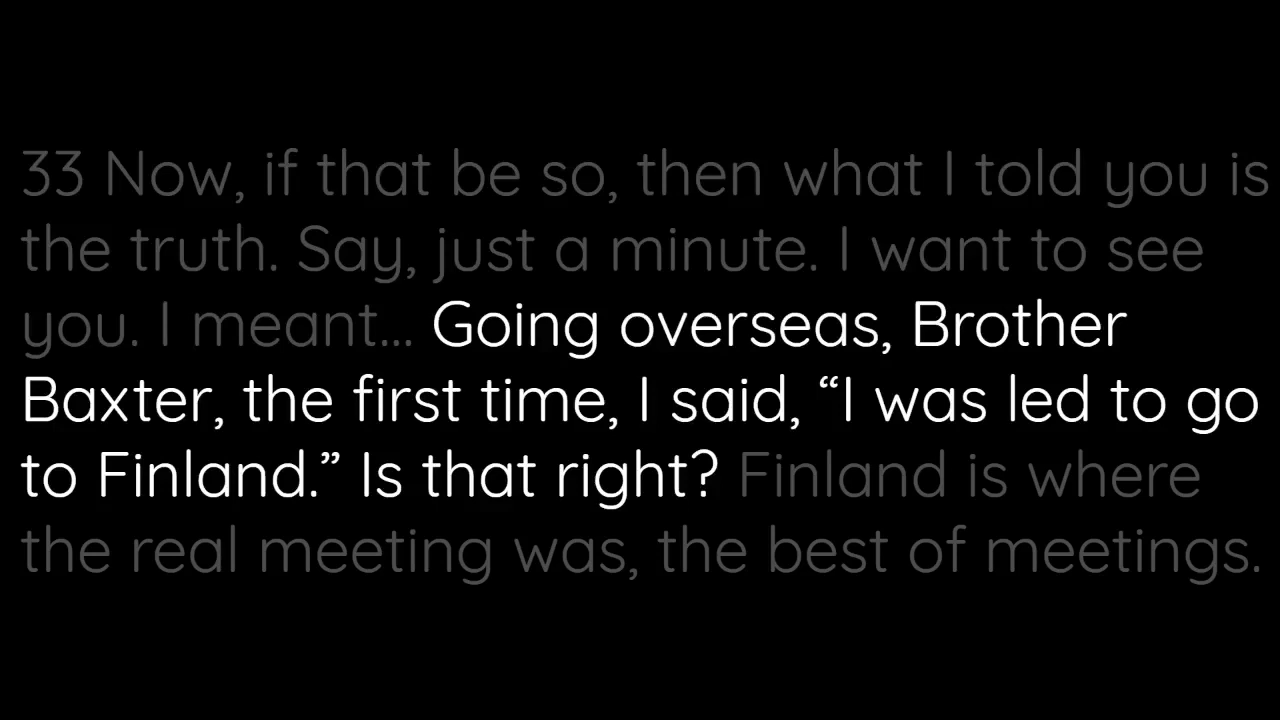 33 Now, if that be so, then what I told you is
the truth. Say, just a minute. I want to see
you. I meant... Going overseas, Brother
Baxter, the first time, I said, “I was led to go
to Finland.” Is that right? Finland is where
the real meeting was, the best of meetings.